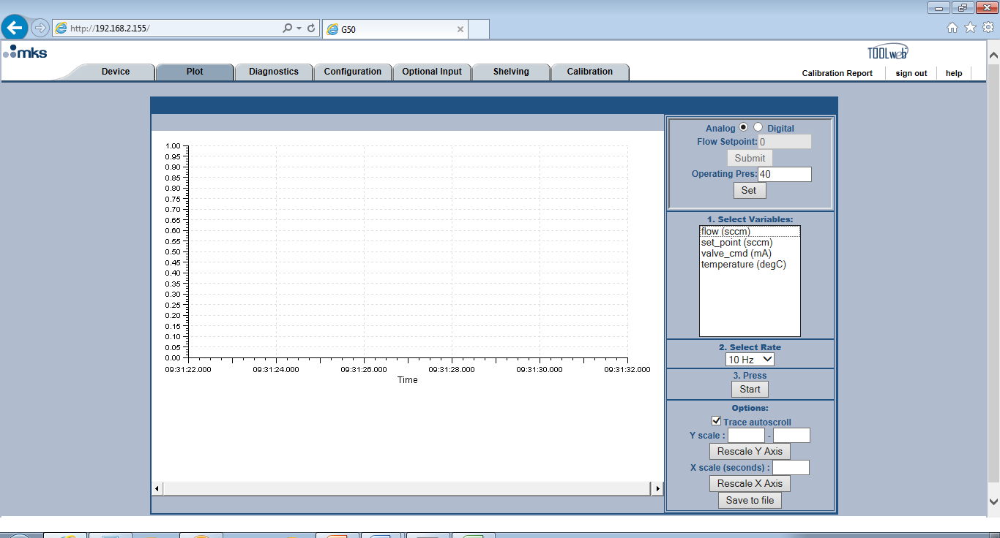 http://192.168.2.155/
G50
mks
TOOLweb
Device Plot Diagnostics Configuration Optional Input Shelving Calibration
Calibration Report sign out help
Analog Digital
Flow Setpoint: 0
Submit
Operating Pres: 40
Set
1. Select Variables:
flow (sccm)
set_point (sccm)
valve_cmd (mA)
temperature (degC)
2. Select Rate
10 Hz
3. Press
Start
Options:
Trace autoscroll
Y scale : -
Rescale Y Axis
X scale (seconds) :
Rescale X Axis
Save to file
1.00
0.95
0.90
0.85
0.80
0.75
0.70
0.65
0.60
0.55
0.50
0.45
0.40
0.35
0.30
0.25
0.20
0.15
0.10
0.05
0.00
09:31:22.000 09:31:24.000 09:31:26.000 09:31:28.000 09:31:30.000 09:31:32.000
Time